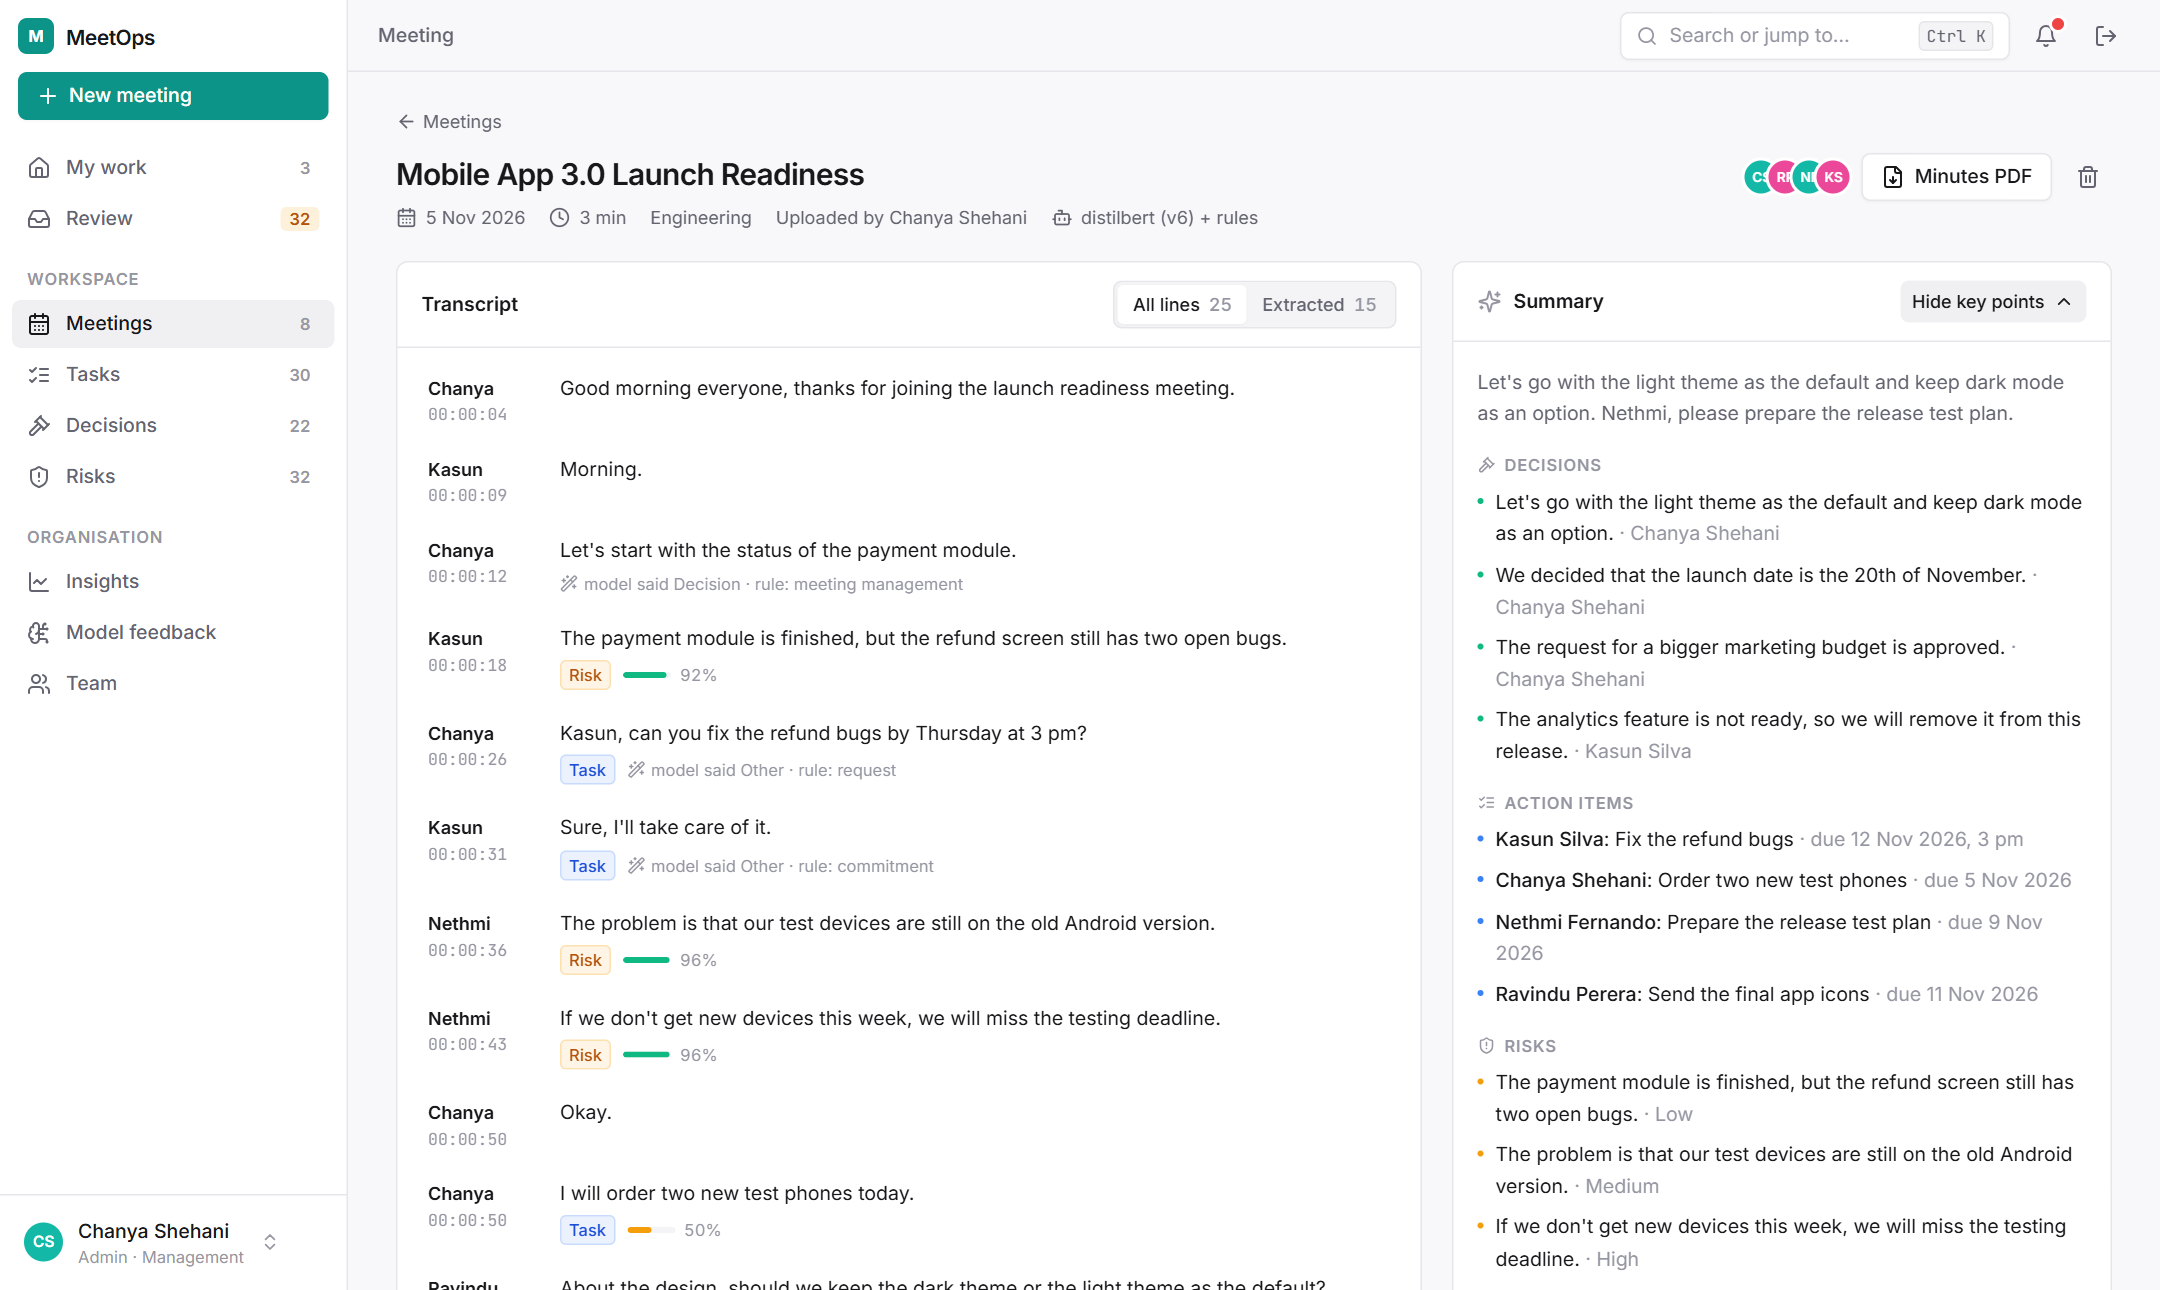 M MeetOps
New meeting
My work 3
Review 32
WORKSPACE
Meetings 8
Tasks 30
Decisions 22
Risks 32
ORGANISATION
Insights
Model feedback
Team
CS Chanya Shehani
Admin · Management
Meeting
Search or jump to...
Ctrl K
Meetings
Mobile App 3.0 Launch Readiness
5 Nov 2026 3 min Engineering Uploaded by Chanya Shehani distilbert (v6) + rules
KS
Minutes PDF
Transcript
All lines 25 Extracted 15
Chanya Good morning everyone, thanks for joining the launch readiness meeting.
00:00:04
Kasun Morning.
00:00:09
Chanya Let's start with the status of the payment module.
00:00:12 model said Decision · rule: meeting management
Kasun The payment module is finished, but the refund screen still has two open bugs.
00:00:18 Risk 92%
Chanya Kasun, can you fix the refund bugs by Thursday at 3 pm?
00:00:26 Task model said Other · rule: request
Kasun Sure, I'll take care of it.
00:00:31 Task model said Other · rule: commitment
Nethmi The problem is that our test devices are still on the old Android version.
00:00:36 Risk 96%
Nethmi If we don't get new devices this week, we will miss the testing deadline.
00:00:43 Risk 96%
Chanya Okay.
00:00:50
Chanya I will order two new test phones today.
00:00:50 Task 50%
Ravindu About the design, should we keep the dark theme or the light theme as the default?
Summary
Hide key points
Let's go with the light theme as the default and keep dark mode
as an option. Nethmi, please prepare the release test plan.
DECISIONS
Let's go with the light theme as the default and keep dark mode
as an option. · Chanya Shehani
We decided that the launch date is the 20th of November. ·
Chanya Shehani
The request for a bigger marketing budget is approved. ·
Chanya Shehani
The analytics feature is not ready, so we will remove it from this
release. · Kasun Silva
ACTION ITEMS
Kasun Silva: Fix the refund bugs · due 12 Nov 2026, 3 pm
Chanya Shehani: Order two new test phones · due 5 Nov 2026
Nethmi Fernando: Prepare the release test plan · due 9 Nov
2026
Ravindu Perera: Send the final app icons · due 11 Nov 2026
RISKS
The payment module is finished, but the refund screen still has
two open bugs. · Low
The problem is that our test devices are still on the old Android
version. · Medium
If we don't get new devices this week, we will miss the testing
deadline. · High